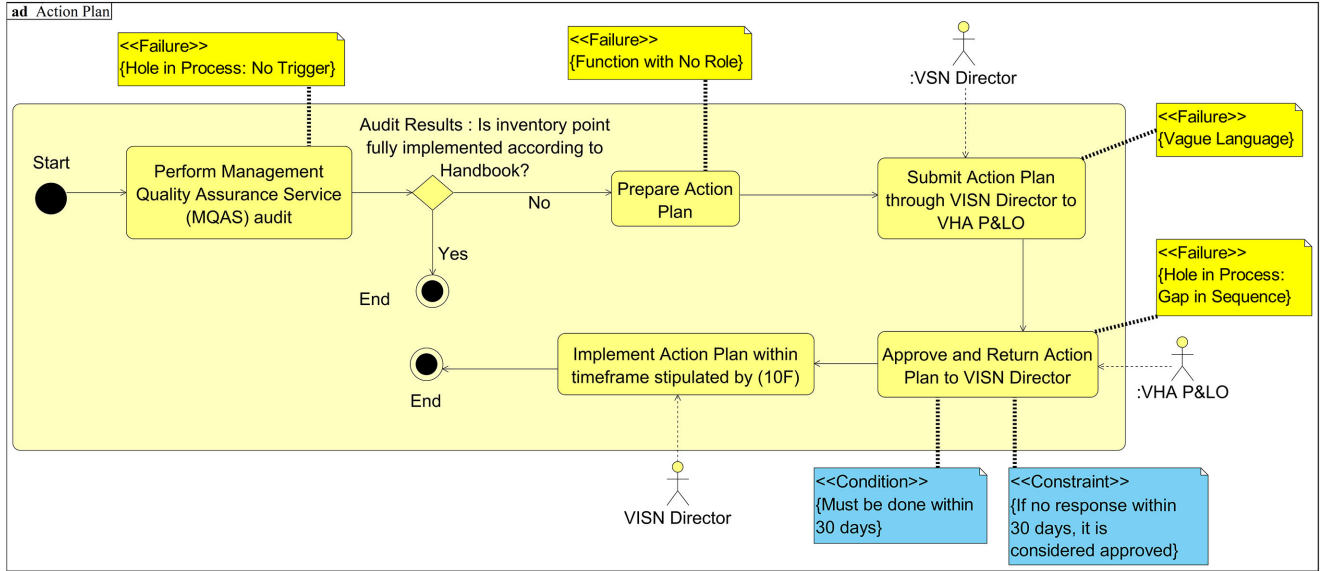 ad Action Plan
<<Failure>>
{Hole in Process: No Trigger}
<<Failure>>
{Function with No Role}
:VSN Director
<<Failure>>
{Vague Language}
Start
Perform Management
Quality Assurance Service
(MQAS) audit
Audit Results : Is inventory point
fully implemented according to
Handbook?
No
Yes
End
Prepare Action
Plan
Submit Action Plan
through VISN Director to
VHA P&LO
<<Failure>>
{Hole in Process:
Gap in Sequence}
Approve and Return Action
Plan to VISN Director
:VHA P&LO
Implement Action Plan within
timeframe stipulated by (10F)
End
VISN Director
<<Condition>>
{Must be done within
30 days}
<<Constraint>>
{If no response within
30 days, it is
considered approved}